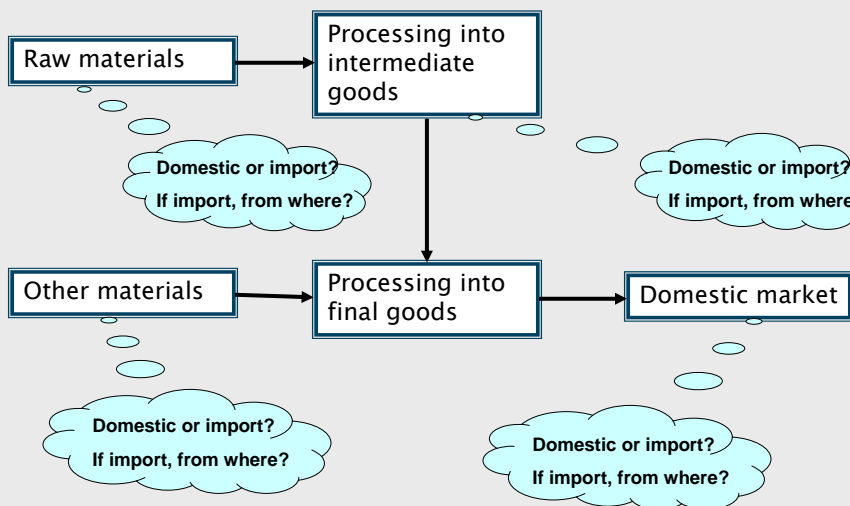 Raw materials
Processing into
intermediate
goods
Domestic or import?
If import, from where?
Domestic or import?
If import, from where
Other materials
Processing into
final goods
Domestic market
Domestic or import?
If import, from where?
Domestic or import?
If import, from where?